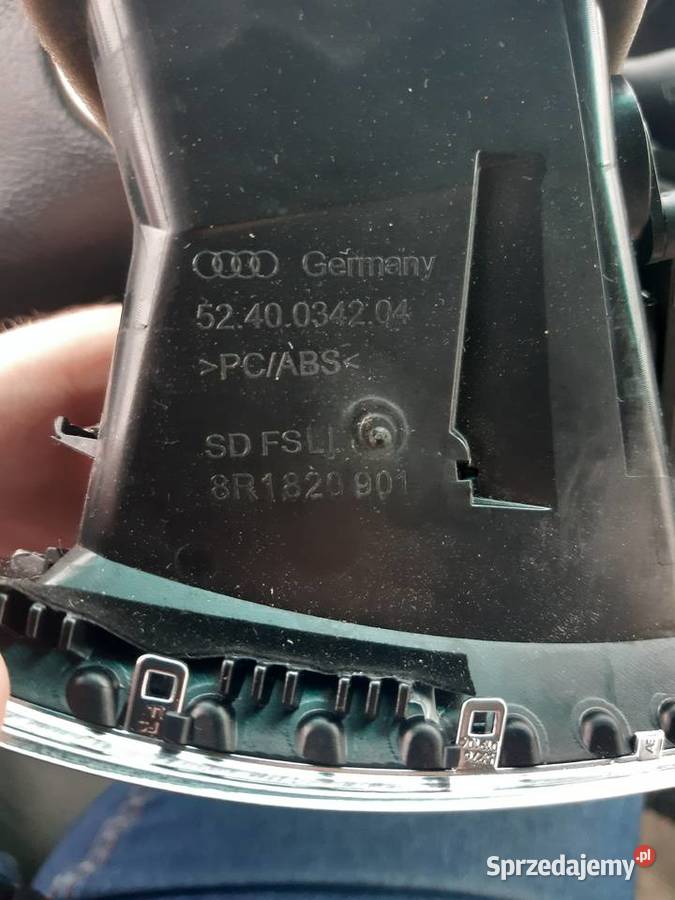 Germany
52.40.0342.04
>PC/ABS<
SD FSLI
8R1820901
Sprzedajemy.pl